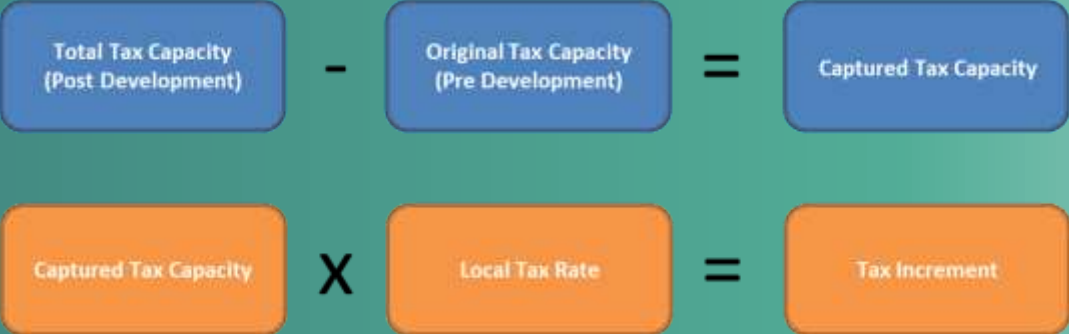 Total Tax Capacity
(Post Development)
-
Original Tax Capacity
(Pre Development)
=
Captured Tax Capacity
Captured Tax Capacity
X
Local Tax Rate
=
Tax Increment